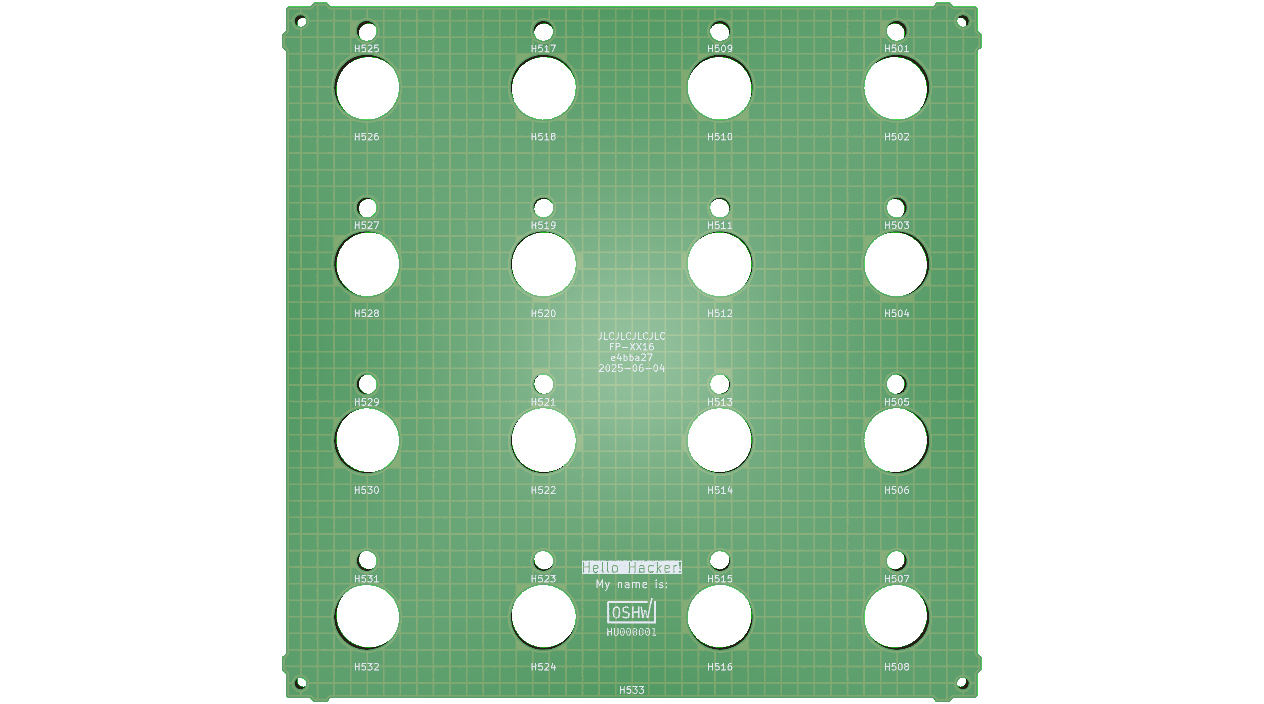 H525 H517 H509 H501
H526 H518 H510 H502
H527 H519 H511 H503
H528 H520 H512 H504
JLCJLCJLCJLC
FP-XX16
e4bba27
2025-06-04
H529 H521 H513 H505
H530 H522 H514 H506
Hello Hacker!
H531 H523 H515 H507
My name is:
OSHW
HU008001
H532 H524 H516 H508
H533